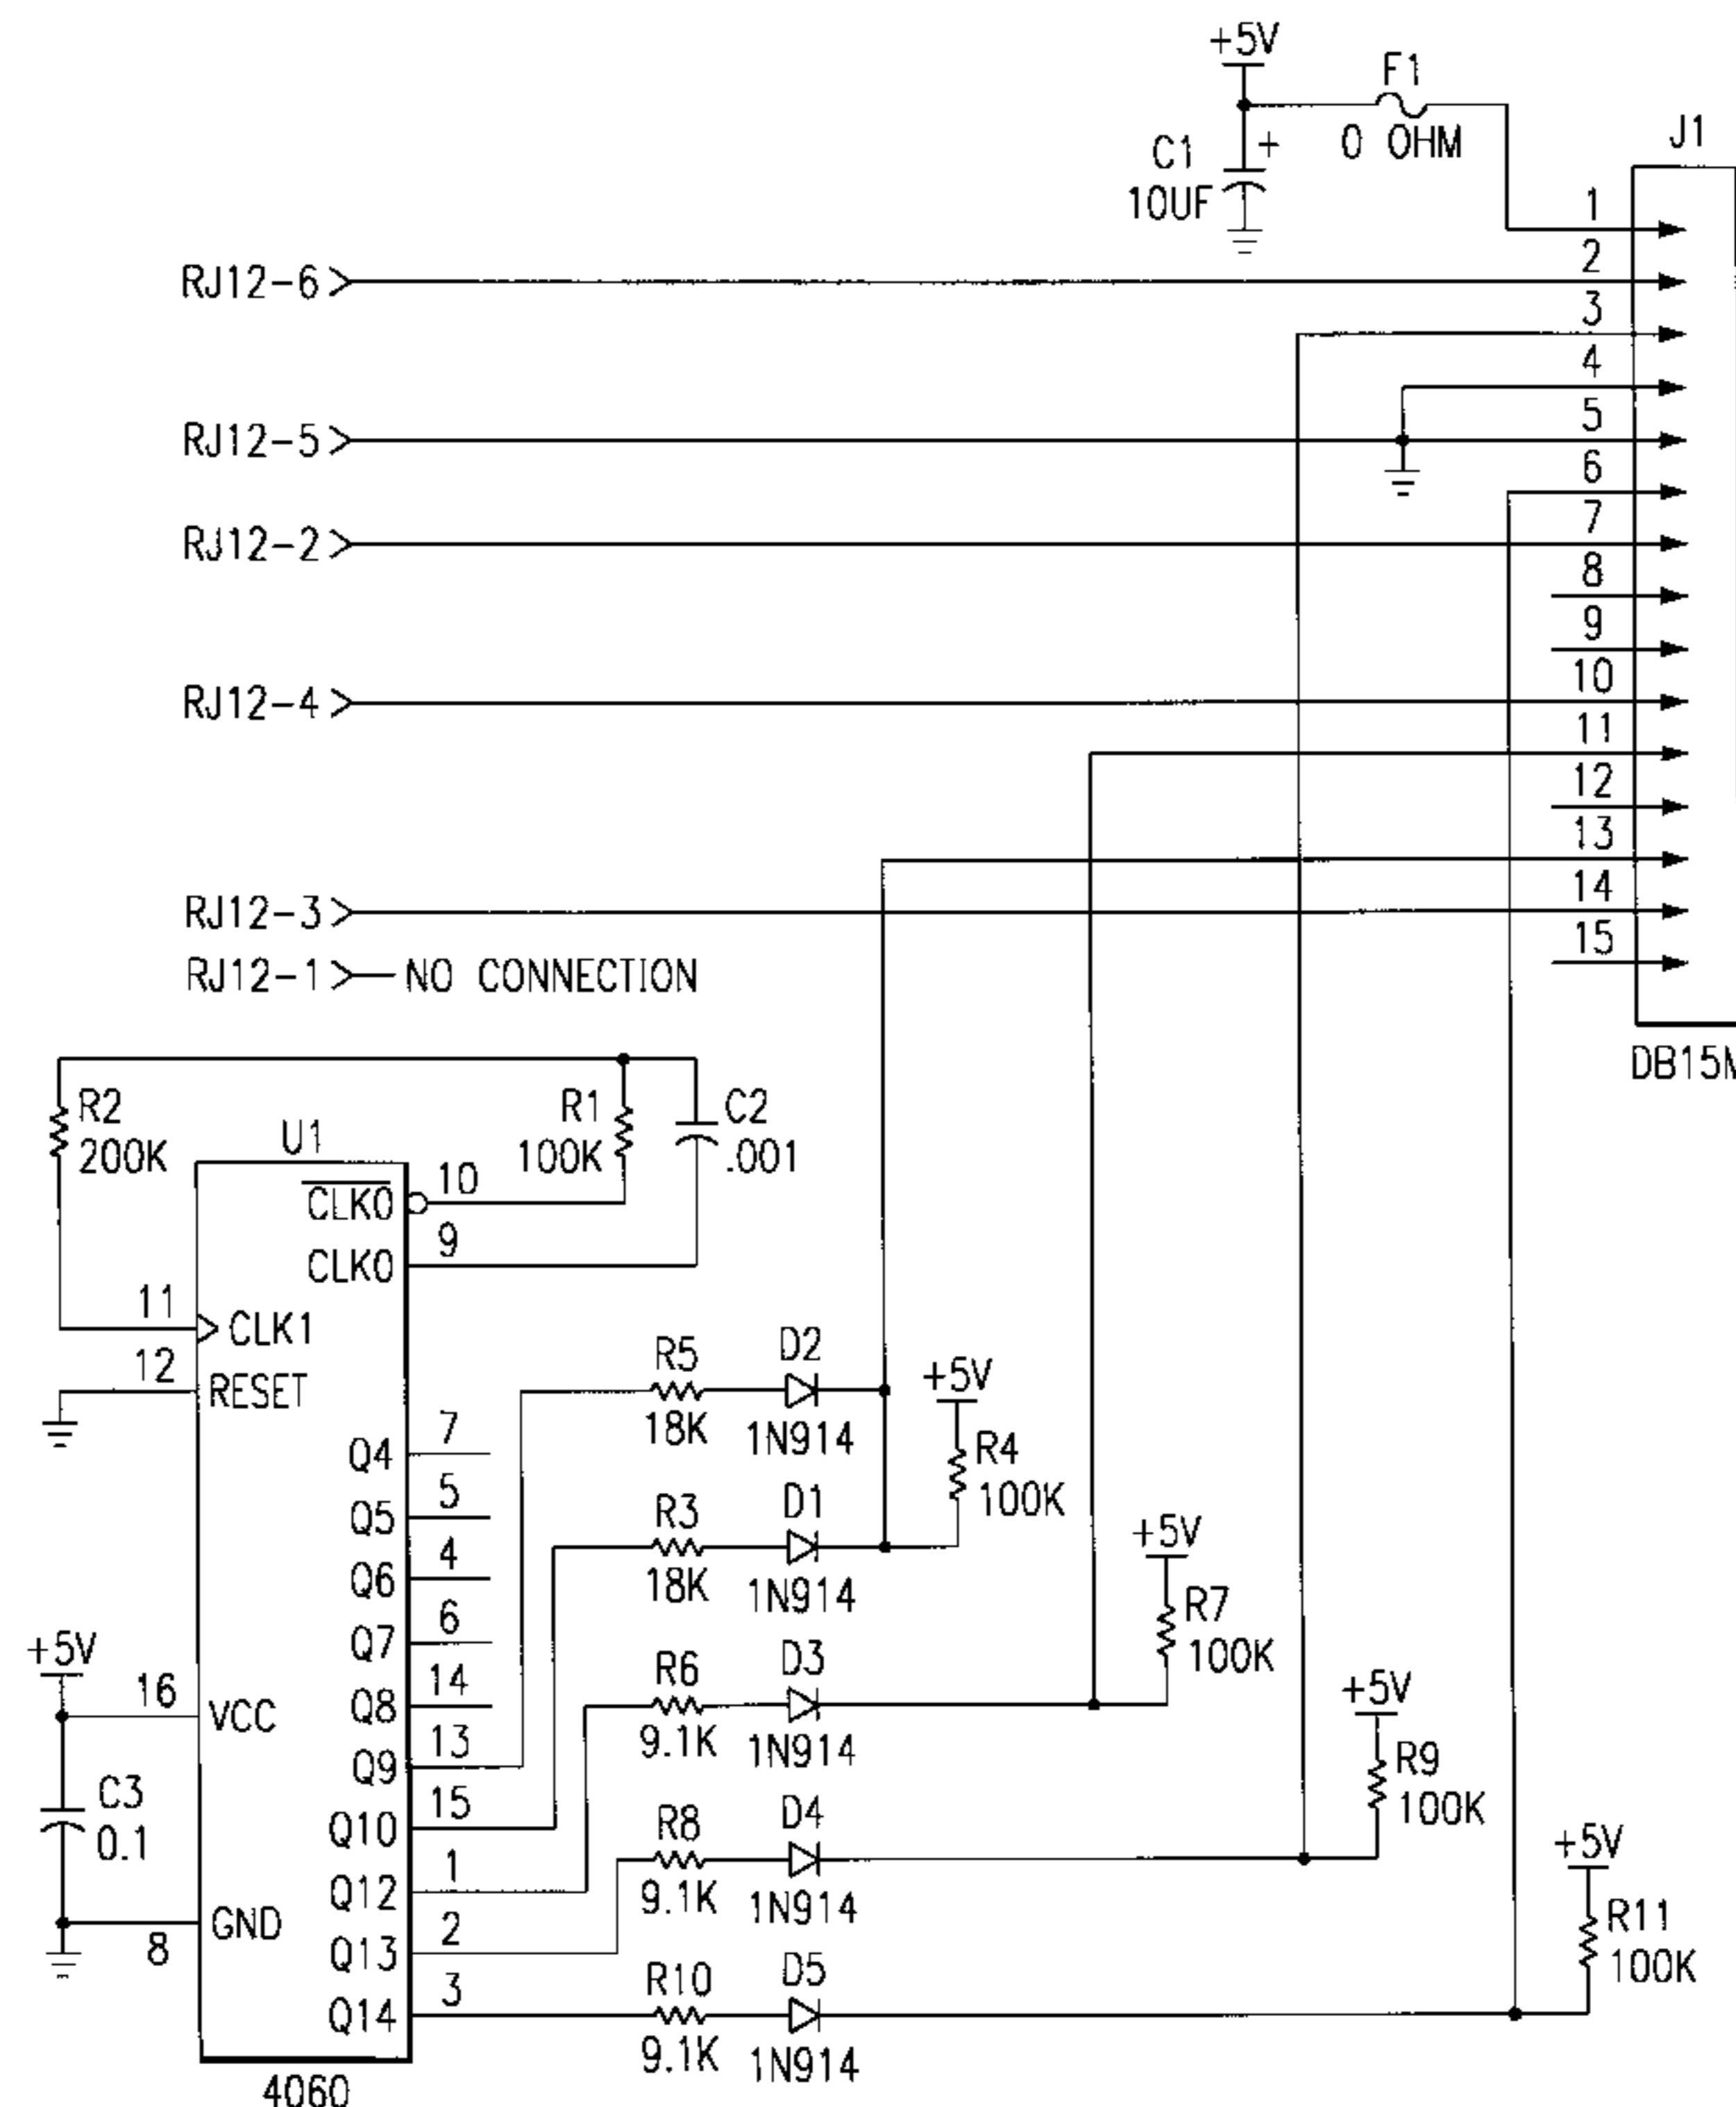 +5V
F1
0 OHM
C1 +
10UF
J1
1
2
3
4
5
6
7
8
9
10
11
12
13
14
15
RJ12-6
RJ12-5
RJ12-2
RJ12-4
RJ12-3
RJ12-1 NO CONNECTION
DB15M
R2
200K
U1
R1
100K
C2
.001
CLK0 10
CLK0 9
11 CLK1
12 RESET
Q4 7
Q5 5
Q6 4
Q7 6
Q8 14
Q9 13
Q10 15
Q12 1
Q13 2
Q14 3
+5V
16 VCC
C3
0.1
8 GND
4060
R5
18K
D2
1N914
+5V
R4
100K
R3
18K
D1
1N914
+5V
R7
100K
R6
9.1K
D3
1N914
+5V
R9
100K
R8
9.1K
D4
1N914
+5V
R11
100K
R10
9.1K
D5
1N914